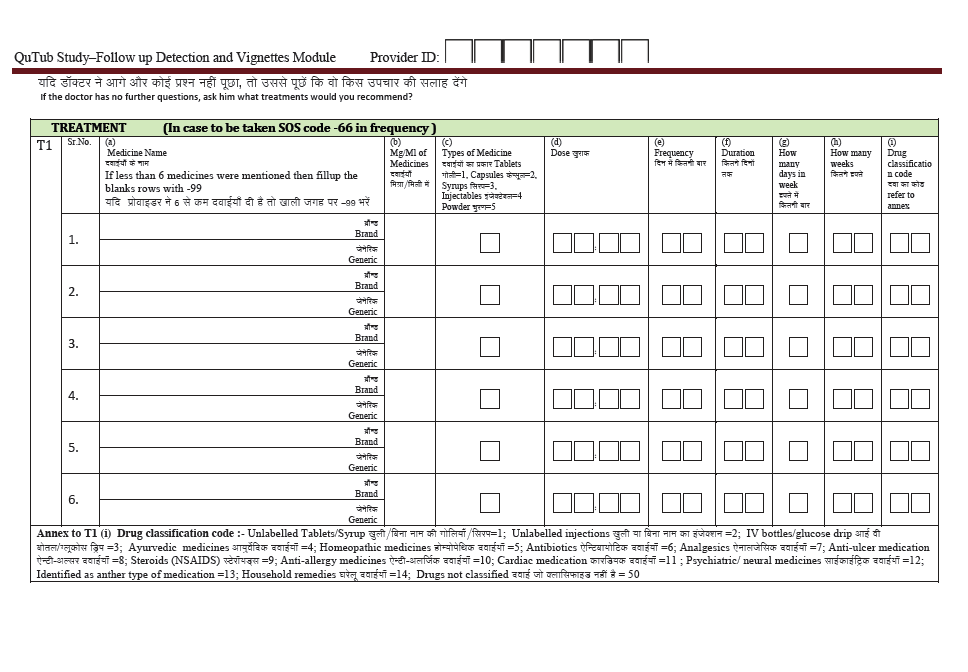 QuTub Study–Follow up Detection and Vignettes Module Provider ID:
यदि डॉक्टर ने आगे और कोई प्रश्न नहीं पूछा, तो उससे पूछें कि वो किस उपचार की सलाह देंगे
If the doctor has no further questions, ask him what treatments would you recommend?
TREATMENT (In case to be taken SOS code -66 in frequency )
T1
Sr.No.
(a)
Medicine Name
दवाईयों के नाम
If less than 6 medicines were mentioned then fillup the
blanks rows with -99
यदि प्रोवाइडर ने 6 से कम दवाईयाँ दी है तो खाली जगह पर –99 भरें
(b)
Mg/Ml of
Medicines
दवाईयाँ
मिग्रा/मिली में
(c)
Types of Medicine
दवाईयों का प्रकार Tablets
गोली=1, Capsules कैप्सूल=2,
Syrups सिरप=3,
Injectables इंजेक्टेबल=4
Powder चुरण=5
(d)
Dose खुराक
(e)
Frequency
दिन में कितनी बार
(f)
Duration
कितने दिनों
तक
(g)
How
many
days in
week
हफ्ते में
कितनी बार
(h)
How many
weeks
कितने हफ्ते
(i)
Drug
classificatio
n code
दवा का कोड
refer to
annex
1.
ब्रॉन्ड
Brand
जेनेरिक
Generic
:
2.
ब्रॉन्ड
Brand
जेनेरिक
Generic
:
3.
ब्रॉन्ड
Brand
जेनेरिक
Generic
:
4.
ब्रॉन्ड
Brand
जेनेरिक
Generic
:
5.
ब्रॉन्ड
Brand
जेनेरिक
Generic
:
6.
ब्रॉन्ड
Brand
जेनेरिक
Generic
:
Annex to T1 (i) Drug classification code :- Unlabelled Tablets/Syrup खुली/बिना नाम की गोलियाँ/सिरप=1; Unlabelled injections खुली या बिना नाम का इंजेक्शन =2; IV bottles/glucose drip आई वी
बोतल/ग्लूकोस ड्रिप =3; Ayurvedic medicines आयुर्वेदिक दवाईयाँ =4; Homeopathic medicines होम्योपेथिक दवाईयाँ =5; Antibiotics ऐन्टिबायोटिक दवाईयाँ =6; Analgesics ऐनालजेसिक दवाईयाँ =7; Anti-ulcer medication
ऐन्टी-अल्सर दवाईयाँ =8; Steroids (NSAIDS) स्टेरॉयड्स =9; Anti-allergy medicines ऐन्टी-अलर्जिक दवाईयाँ =10; Cardiac medication कारडियक दवाईयाँ =11 ; Psychiatric/ neural medicines साईकाईट्रिक दवाईयाँ =12;
Identified as anther type of medication =13; Household remedies घरेलू दवाईयाँ =14; Drugs not classified दवाई जो क्लासिफाइड नहीं है = 50